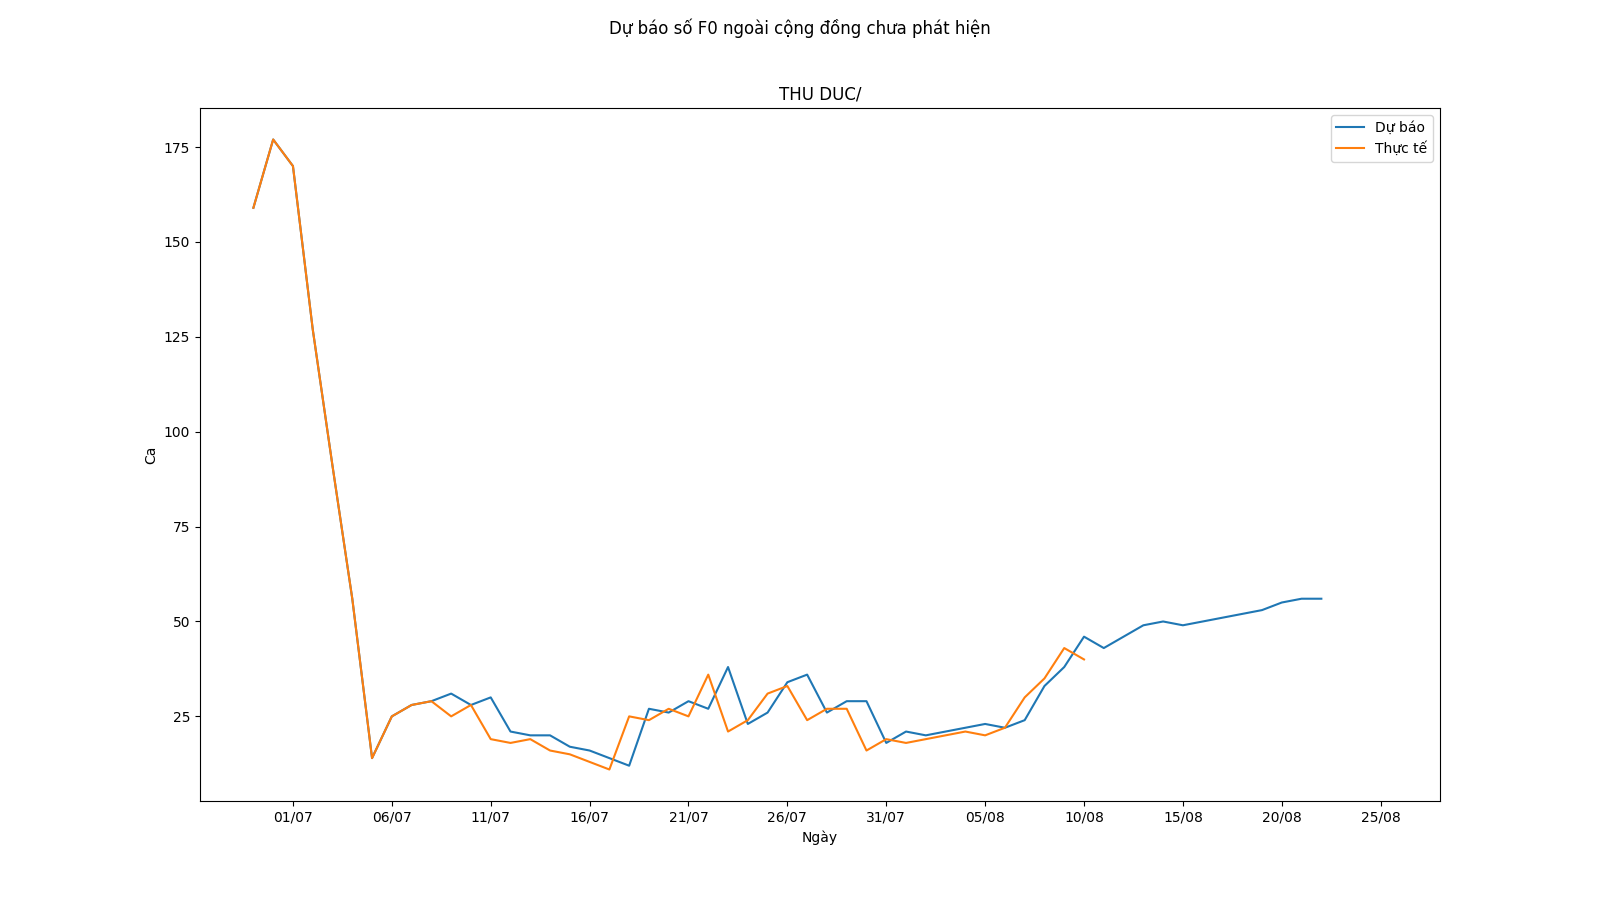 Dự báo số F0 ngoài cộng đồng chưa phát hiện
THU DUC/
Dự báo
Thực tế
175
150
125
100
75
50
25
Ca
01/07 06/07 11/07 16/07 21/07 26/07 31/07 05/08 10/08 15/08 20/08 25/08
Ngày